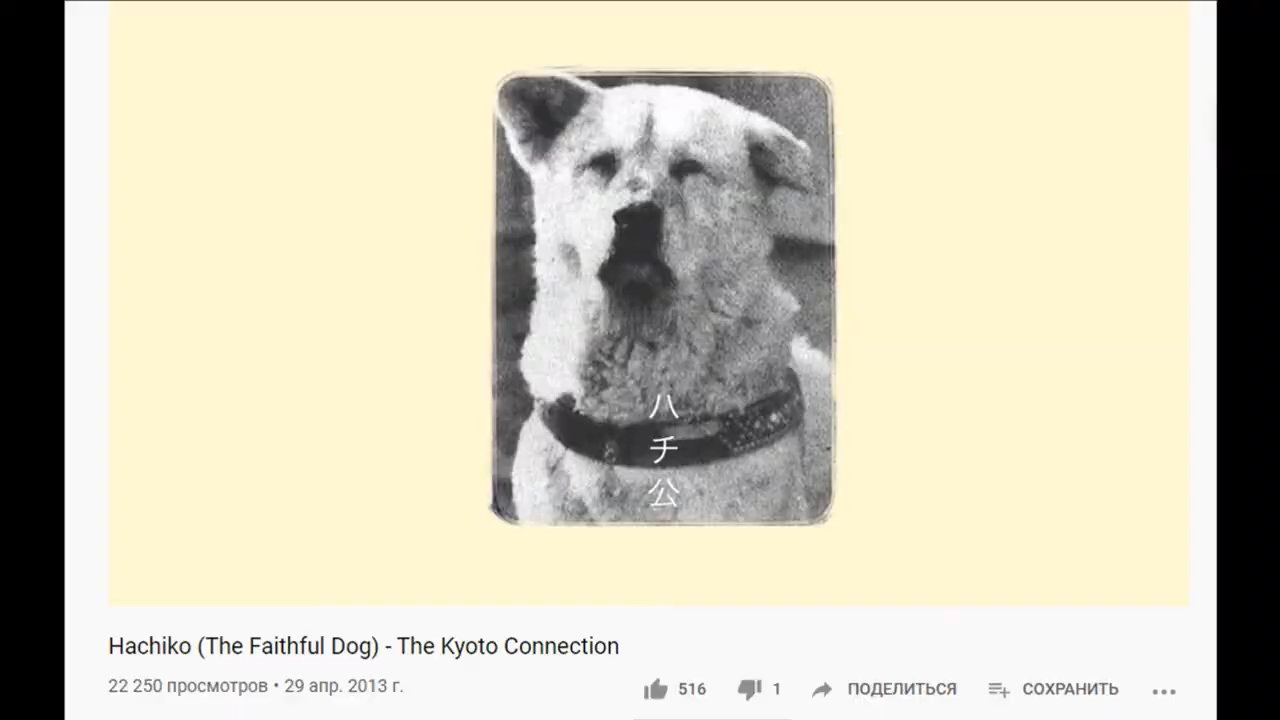 ハ
チ
公
Hachiko (The Faithful Dog) - The Kyoto Connection
22 250 просмотров • 29 апр. 2013 г.
516 1 ПОДЕЛИТЬСЯ СОХРАНИТЬ